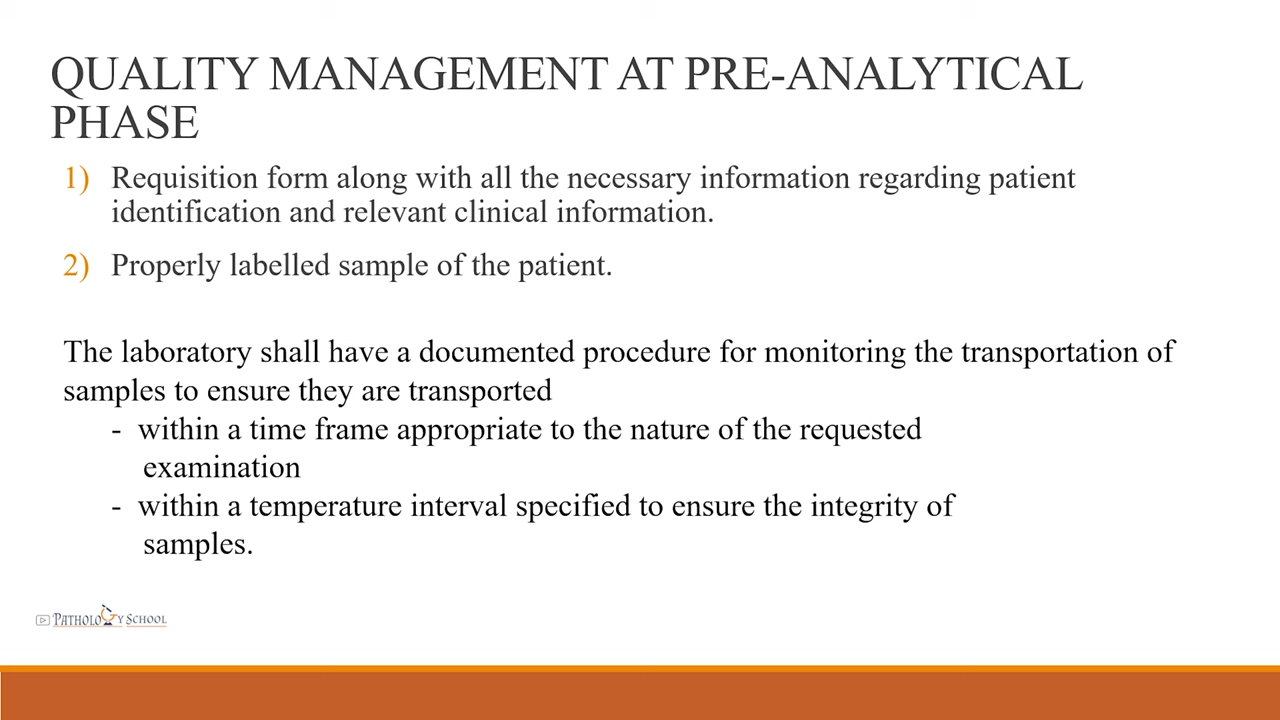 QUALITY MANAGEMENT AT PRE-ANALYTICAL
PHASE
1) Requisition form along with all the necessary information regarding patient
identification and relevant clinical information.
2) Properly labelled sample of the patient.
The laboratory shall have a documented procedure for monitoring the transportation of
samples to ensure they are transported
- within a time frame appropriate to the nature of the requested
examination
- within a temperature interval specified to ensure the integrity of
samples.
PATHOLOGY SCHOOL